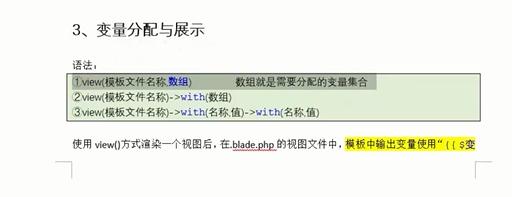 3、变量分配与展示
语法：
①.view(模板文件名称,数组) 数组就是需要分配的变量集合
②.view(模板文件名称)->with(数组)
③.view(模板文件名称)->with(名称,值)->with(名称,值)
使用 view()方式渲染一个视图后，在.blade.php 的视图文件中，模板中输出变量使用“{{ $变